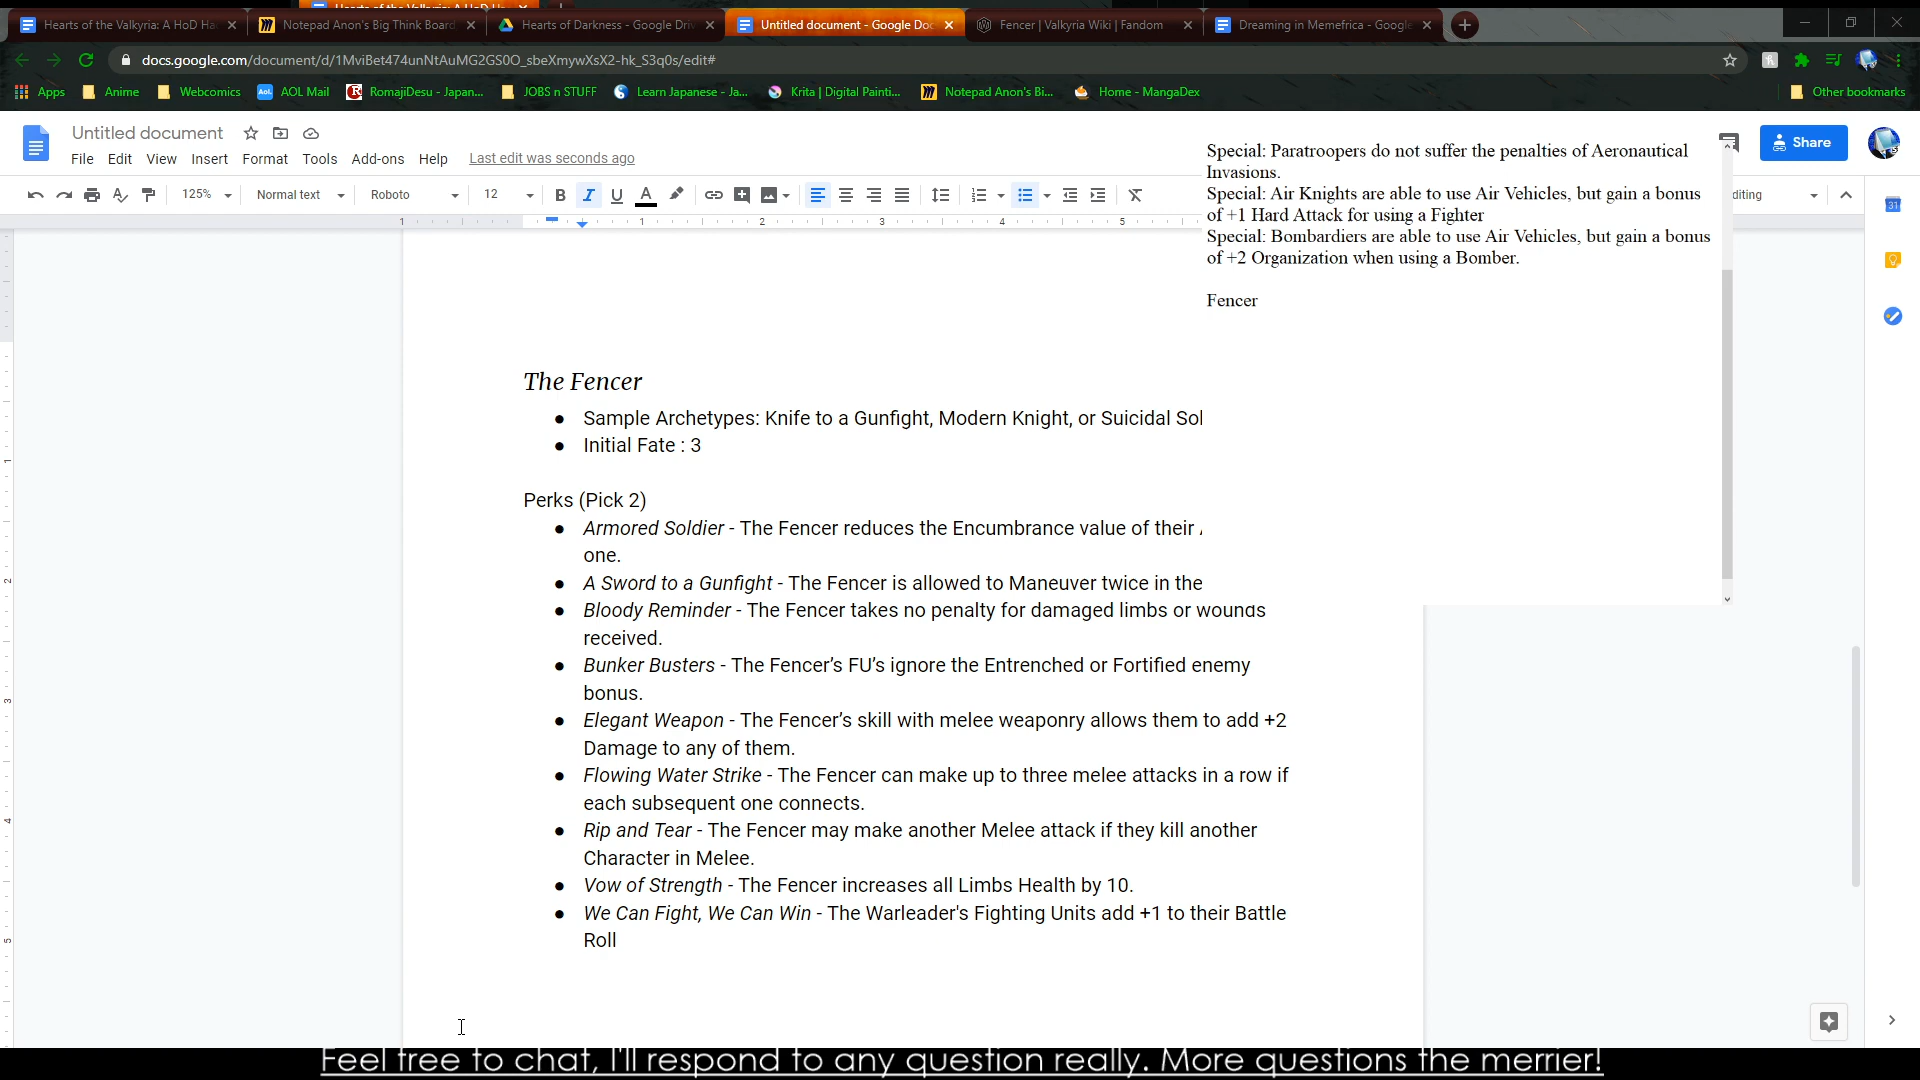 Hearts of the Valkyria: A HoD Ha
Notepad Anon's Big Think Board
Hearts of Darkness - Google Driv
Untitled document - Google Doc
Fencer | Valkyria Wiki | Fandom
Dreaming in Memefrica - Google
docs.google.com/document/d/1MviBet474unNtAuMG2GS0O_sbeXmywXsX2-hk_S3q0s/edit#
Apps
Anime
Webcomics
AOL Mail
RomajiDesu - Japan...
JOBS n STUFF
Learn Japanese - Ja...
Krita | Digital Painti...
Notepad Anon's Bi...
Home - MangaDex
Other bookmarks
Untitled document
File Edit View Insert Format Tools Add-ons Help Last edit was seconds ago
Share
125% Normal text Roboto 12 B I U A
diting
1 1 2 3 4 5
Special: Paratroopers do not suffer the penalties of Aeronautical
Invasions.
Special: Air Knights are able to use Air Vehicles, but gain a bonus
of +1 Hard Attack for using a Fighter
Special: Bombardiers are able to use Air Vehicles, but gain a bonus
of +2 Organization when using a Bomber.
Fencer
The Fencer
● Sample Archetypes: Knife to a Gunfight, Modern Knight, or Suicidal Sol
● Initial Fate : 3
Perks (Pick 2)
● Armored Soldier - The Fencer reduces the Encumbrance value of their
one.
● A Sword to a Gunfight - The Fencer is allowed to Maneuver twice in the
● Bloody Reminder - The Fencer takes no penalty for damaged limbs or wounds
received.
● Bunker Busters - The Fencer's FU's ignore the Entrenched or Fortified enemy
bonus.
● Elegant Weapon - The Fencer's skill with melee weaponry allows them to add +2
Damage to any of them.
● Flowing Water Strike - The Fencer can make up to three melee attacks in a row if
each subsequent one connects.
● Rip and Tear - The Fencer may make another Melee attack if they kill another
Character in Melee.
● Vow of Strength - The Fencer increases all Limbs Health by 10.
● We Can Fight, We Can Win - The Warleader's Fighting Units add +1 to their Battle
Roll
Feel free to chat, I'll respond to any question really. More questions the merrier!